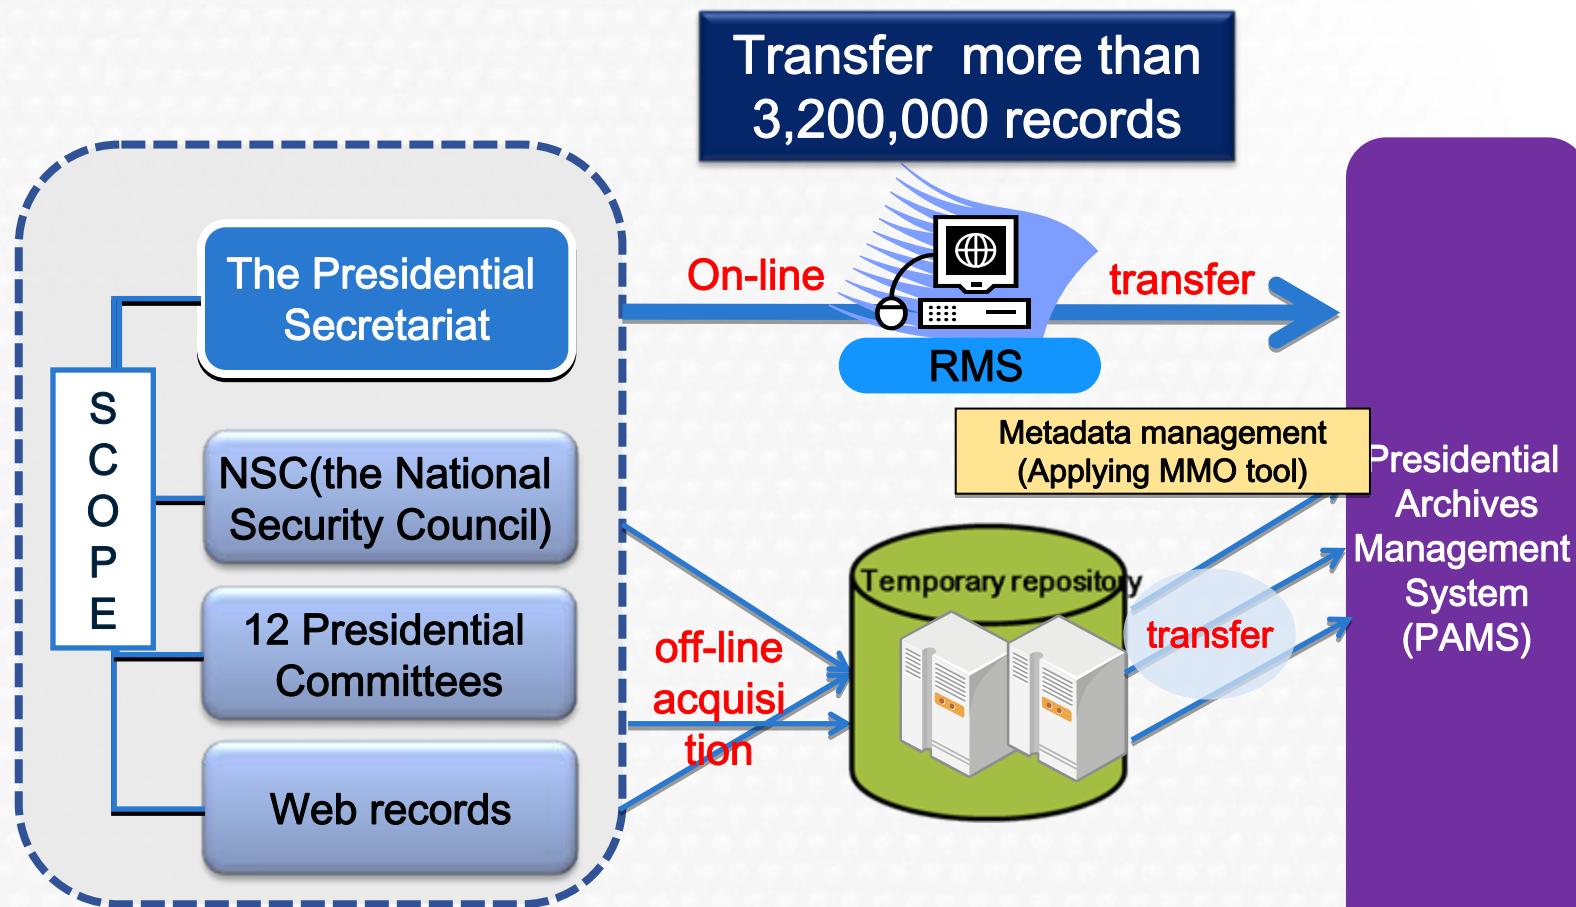 Transfer more than
3,200,000 records
The Presidential
Secretariat
S
C
O
P
E
NSC(the National
Security Council)
12 Presidential
Committees
Web records
On-line
transfer
RMS
Metadata management
(Applying MMO tool)
off-line
acquisi
tion
Temporary repository
transfer
Presidential
Archives
Management
System
(PAMS)